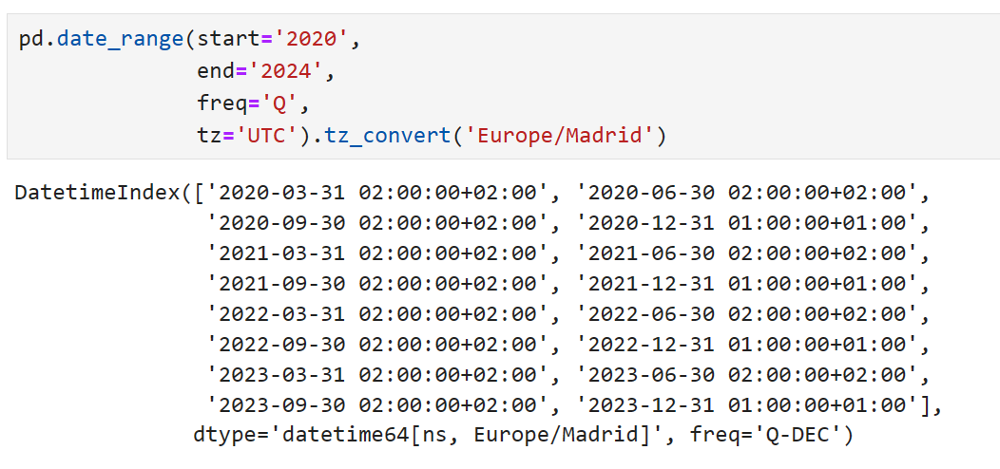 pd.date_range(start='2020',
end='2024',
freq='Q',
tz='UTC').tz_convert('Europe/Madrid')
DatetimeIndex(['2020-03-31 02:00:00+02:00', '2020-06-30 02:00:00+02:00',
'2020-09-30 02:00:00+02:00', '2020-12-31 01:00:00+01:00',
'2021-03-31 02:00:00+02:00', '2021-06-30 02:00:00+02:00',
'2021-09-30 02:00:00+02:00', '2021-12-31 01:00:00+01:00',
'2022-03-31 02:00:00+02:00', '2022-06-30 02:00:00+02:00',
'2022-09-30 02:00:00+02:00', '2022-12-31 01:00:00+01:00',
'2023-03-31 02:00:00+02:00', '2023-06-30 02:00:00+02:00',
'2023-09-30 02:00:00+02:00', '2023-12-31 01:00:00+01:00'],
dtype='datetime64[ns, Europe/Madrid]', freq='Q-DEC')